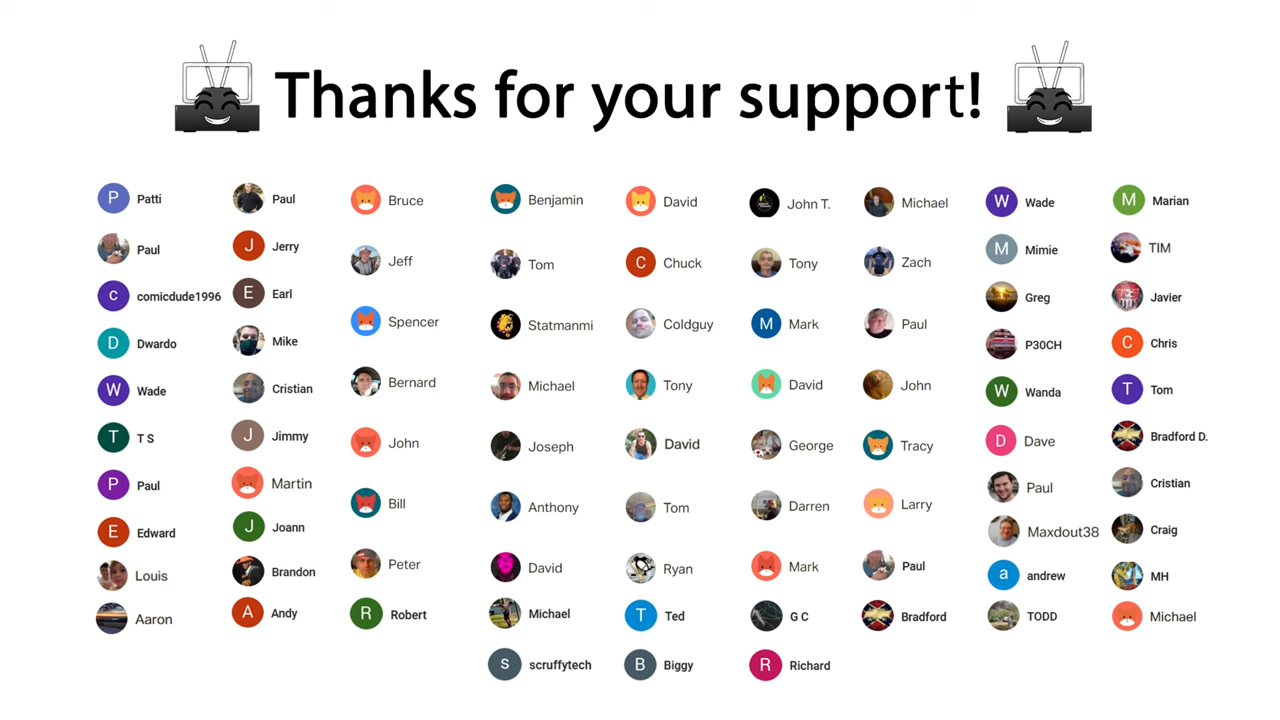 Thanks for your support!
P Patti
Paul
c comicdude1996
D Dwardo
W Wade
T T S
P Paul
E Edward
Louis
Aaron
Paul
J Jerry
E Earl
Mike
Cristian
J Jimmy
Martin
J Joann
Brandon
A Andy
Bruce
Jeff
Spencer
Bernard
John
Bill
Peter
R Robert
Benjamin
Tom
Statmanmi
Michael
Joseph
Anthony
David
Michael
s scruffytech
David
C Chuck
Coldguy
Tony
David
Tom
Ryan
T Ted
B Biggy
John T.
Tony
M Mark
David
George
Darren
Mark
G C
R Richard
Michael
Zach
Paul
John
Tracy
Larry
Paul
Bradford
W Wade
M Mimie
Greg
P30CH
W Wanda
D Dave
Paul
Maxdout38
a andrew
TODD
M Marian
TIM
Javier
C Chris
T Tom
Bradford D.
Cristian
Craig
MH
Michael